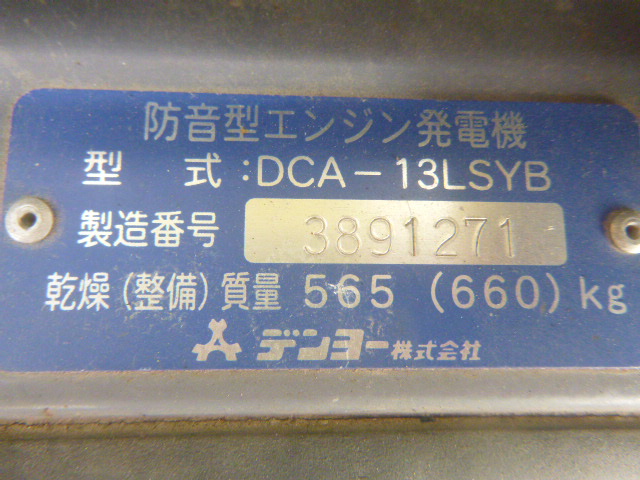 防音型エンジン発電機
型 式:DCA-13LSYB
製造番号 3891271
乾燥(整備)質量 565 (660)kg
デンヨー株式会社